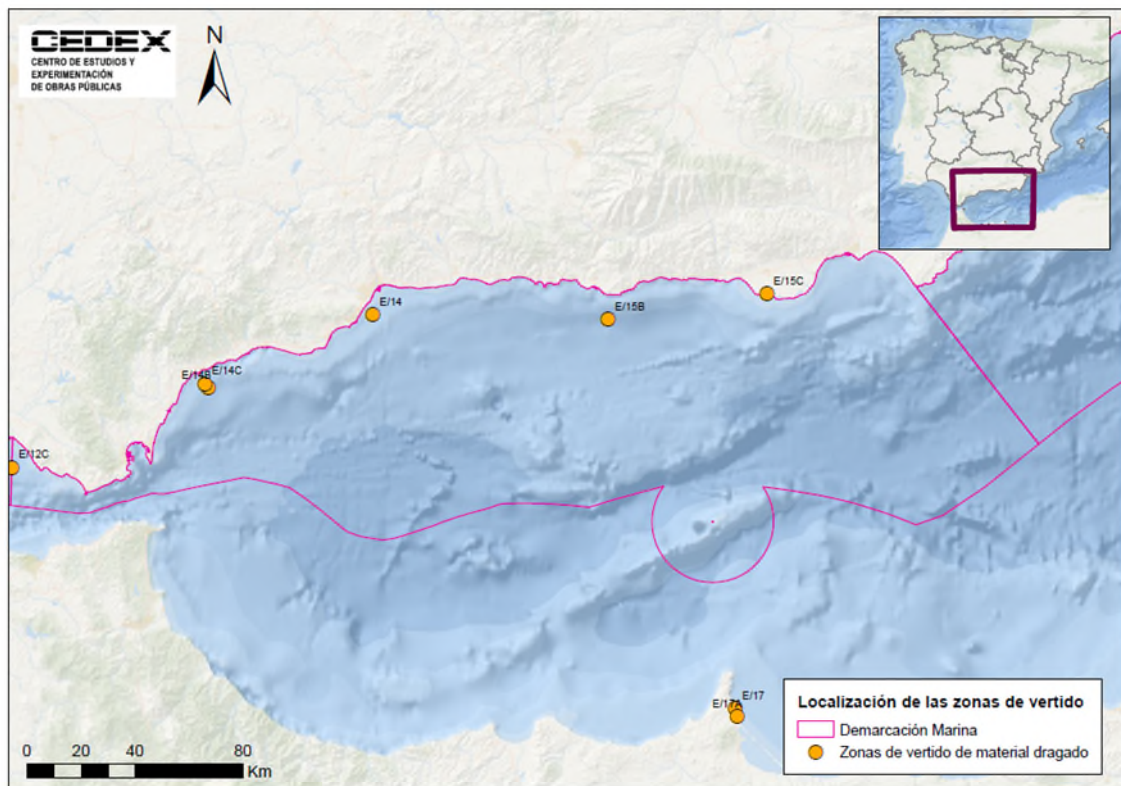 CEDEX
CENTRO DE ESTUDIOS Y
EXPERIMENTACIÓN
DE OBRAS PÚBLICAS
N
E/15C
E/14
E/15B
E/14B
E/14C
E/12C
E/17
E/17A
0 20 40 80
Km
Localización de las zonas de vertido
Demarcación Marina
Zonas de vertido de material dragado